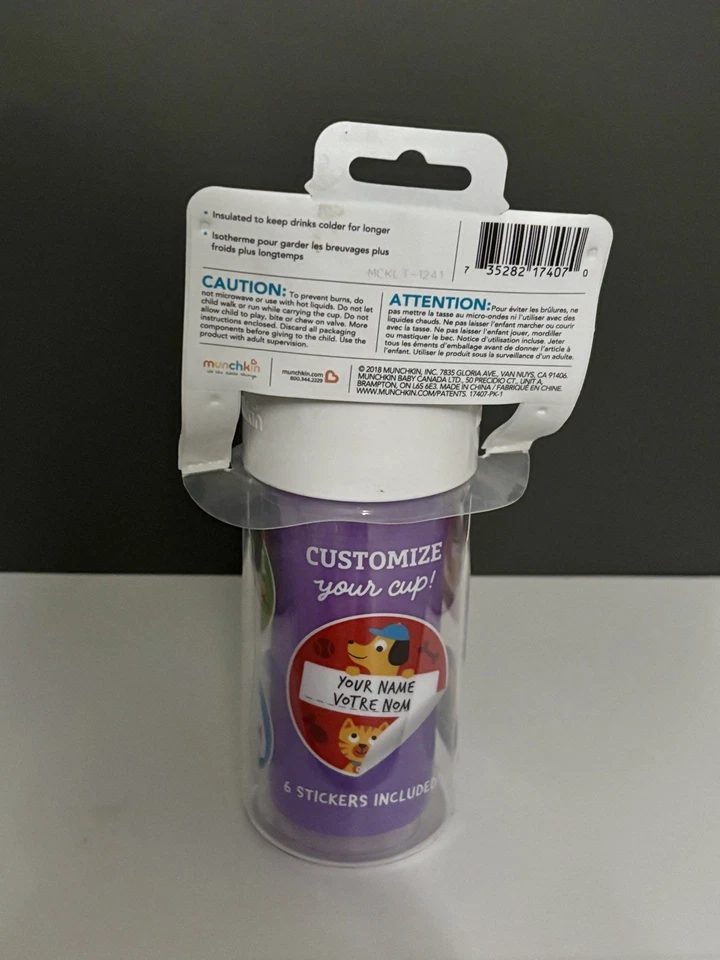 • Insulated to keep drinks colder for longer
• Isotherme pour garder les breuvages plus
froids plus longtemps
MCKLT-1241
7 35282 17407 0
CAUTION: To prevent burns, do
not microwave or use with hot liquids. Do not let
child walk or run while carrying the cup. Do not
allow child to play, bite or chew on valve. More
instructions enclosed. Discard all packaging
components before giving to the child. Use the
product with adult supervision.
ATTENTION: Pour éviter les brûlures, ne
pas mettre la tasse au micro-ondes ni l'utiliser avec des
liquides chauds. Ne pas laisser l'enfant marcher ou courir
avec la tasse. Ne pas laisser l'enfant jouer, mordiller
ou mastiquer le bec. Notice d'utilisation incluse. Jeter
tous les éments d'emballage avant de donner l'article à
l'enfant. Utiliser le produit sous la surveillance d'un adulte.
munchkin
it's the little things
munchkin.com
800.344.2229
© 2018 MUNCHKIN, INC. 7835 GLORIA AVE., VAN NUYS, CA 91406.
MUNCHKIN BABY CANADA LTD., 50 PRECIDIO CT., UNIT A,
BRAMPTON, ON L6S 6E3. MADE IN CHINA / FABRIQUÉ EN CHINE.
WWW.MUNCHKIN.COM/PATENTS. 17407-PK-1
CUSTOMIZE
your cup!
YOUR NAME
VOTRE NOM
6 STICKERS INCLUDED